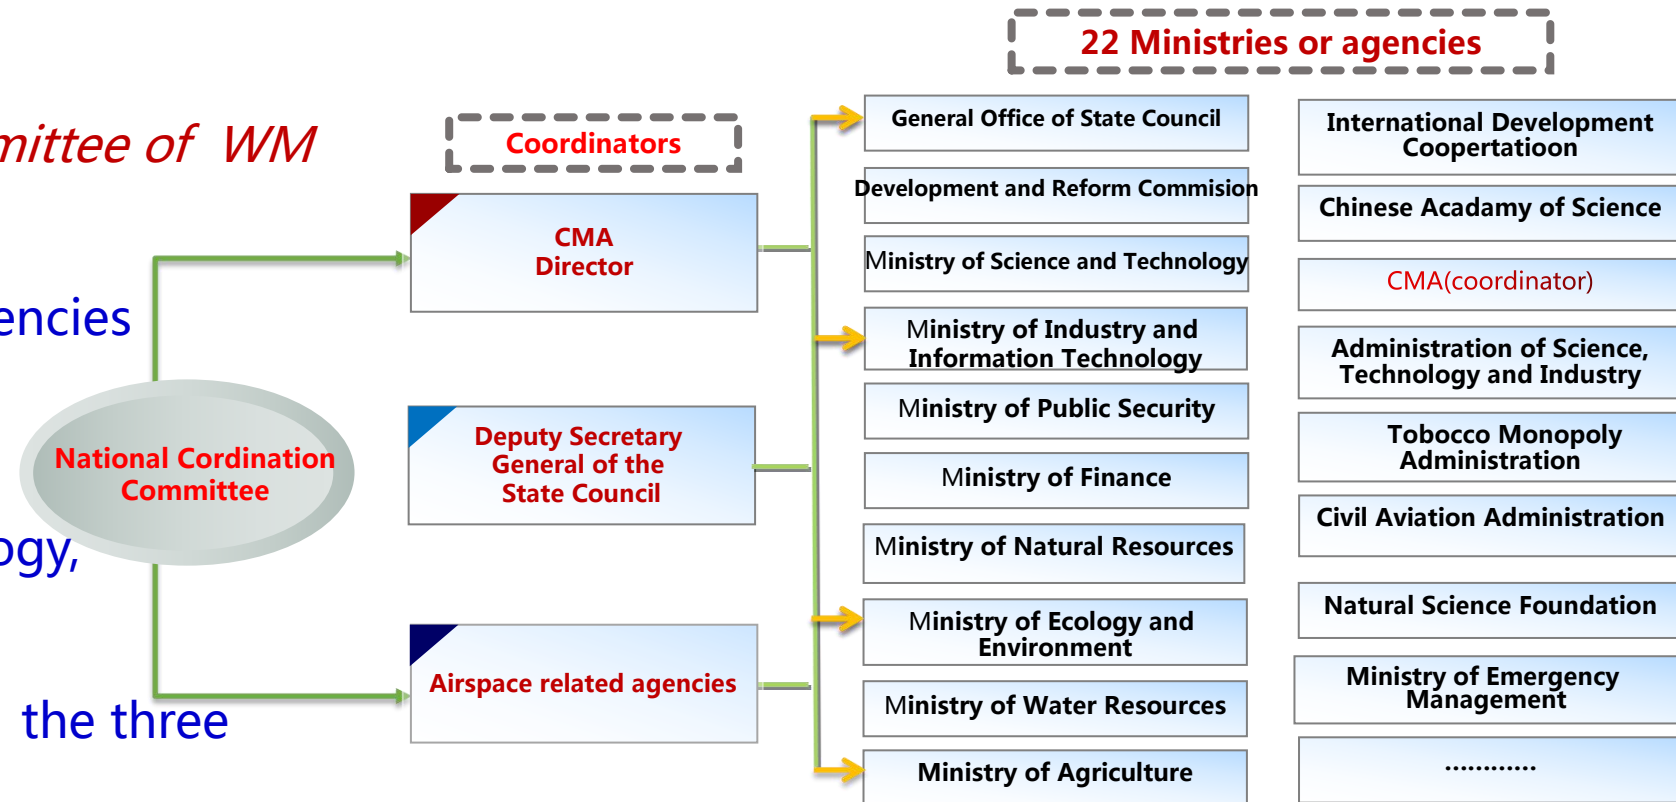 22 Ministries or agencies
mittee of WM
Coordinators
encies
ogy,
the three
National Cordination
Committee
CMA
Director
Deputy Secretary
General of the
State Council
Airspace related agencies
General Office of State Council
Development and Reform Commision
Ministry of Science and Technology
Ministry of Industry and
Information Technology
Ministry of Public Security
Ministry of Finance
Ministry of Natural Resources
Ministry of Ecology and
Environment
Ministry of Water Resources
Ministry of Agriculture
International Development
Coopertatioon
Chinese Acadamy of Science
CMA(coordinator)
Administration of Science,
Technology and Industry
Tobocco Monopoly
Administration
Civil Aviation Administration
Natural Science Foundation
Ministry of Emergency
Management
............